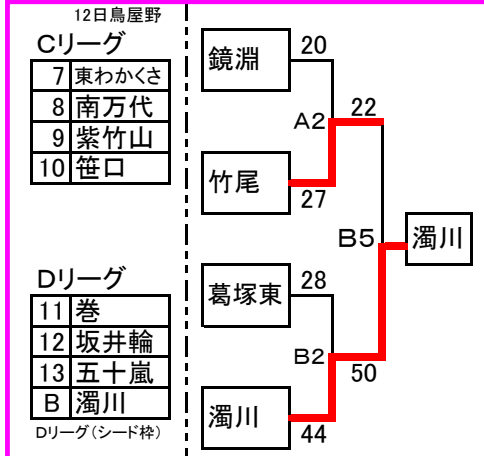 12日鳥屋野
Cリーグ
7 東わかくさ
8 南万代
9 紫竹山
10 笹口
Dリーグ
11 巻
12 坂井輪
13 五十嵐
B 濁川
Dリーグ(シード枠)
鏡淵 20
A2 22
竹尾 27
B5 濁川
葛塚東 28
B2 50
濁川 44